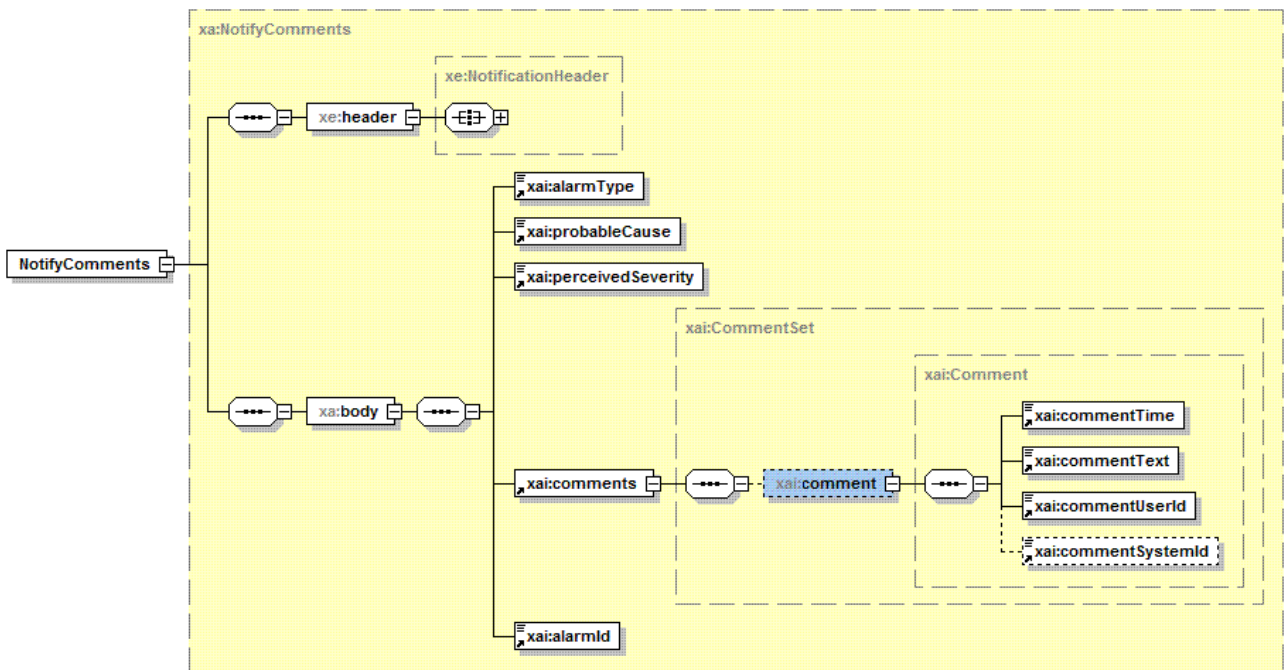 xa:NotifyComments
xe:NotificationHeader
xe:header
xai:alarmType
xai:probableCause
NotifyComments
xai:perceivedSeverity
xai:CommentSet
xai:Comment
xa:body
xai:commentTime
xai:commentText
xai:comments
xai:comment
xai:commentUserId
xai:commentSystemId
xai:alarmId